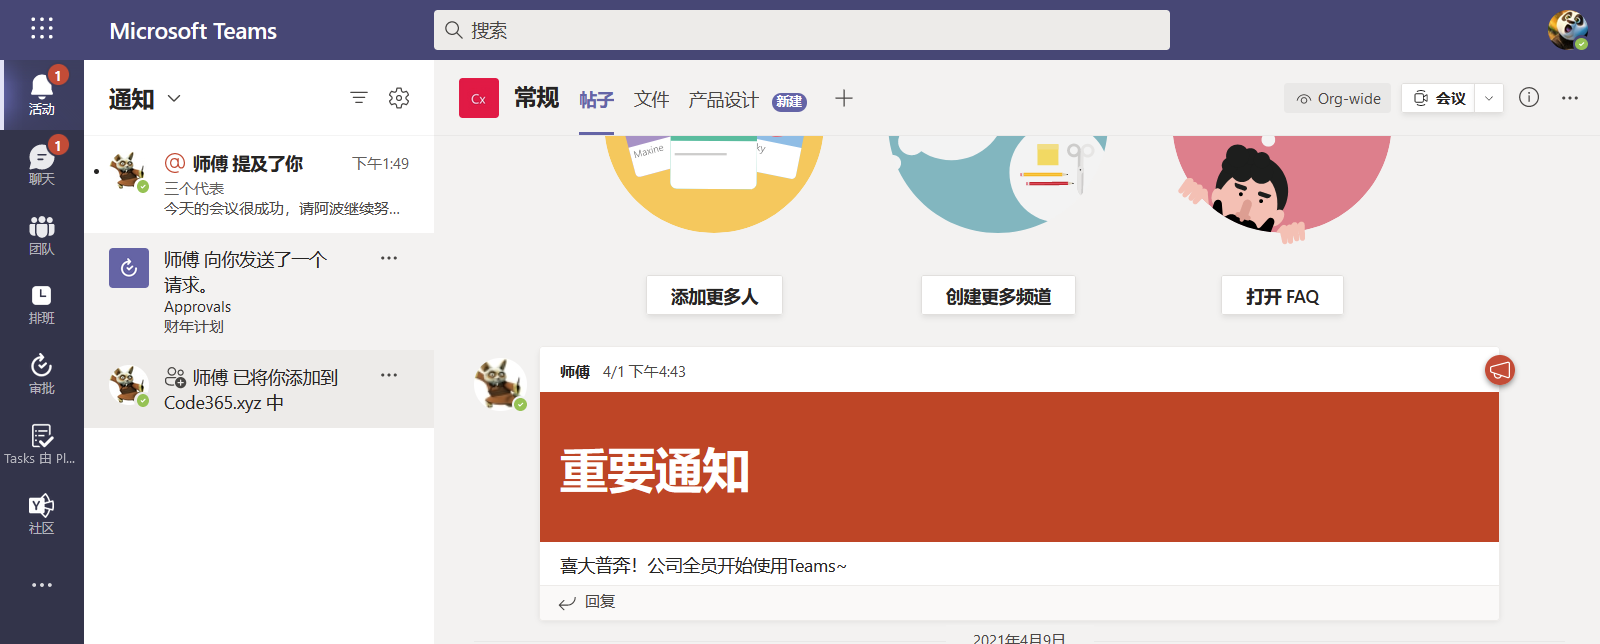 Microsoft Teams
搜索
1
活动
1
聊天
团队
排班
审批
Tasks 由 Pl...
社区
通知
师傅 提及了你
下午1:49
三个代表
今天的会议很成功，请阿波继续努...
师傅 向你发送了一个
请求。
Approvals
财年计划
师傅 已将你添加到
Code365.xyz 中
Cx
常规
帖子
文件
产品设计
新建
Org-wide
会议
Maxine
ky
添加更多人
创建更多频道
打开 FAQ
师傅 4/1 下午4:43
重要通知
喜大普奔！公司全员开始使用Teams~
回复
2021年4月9日